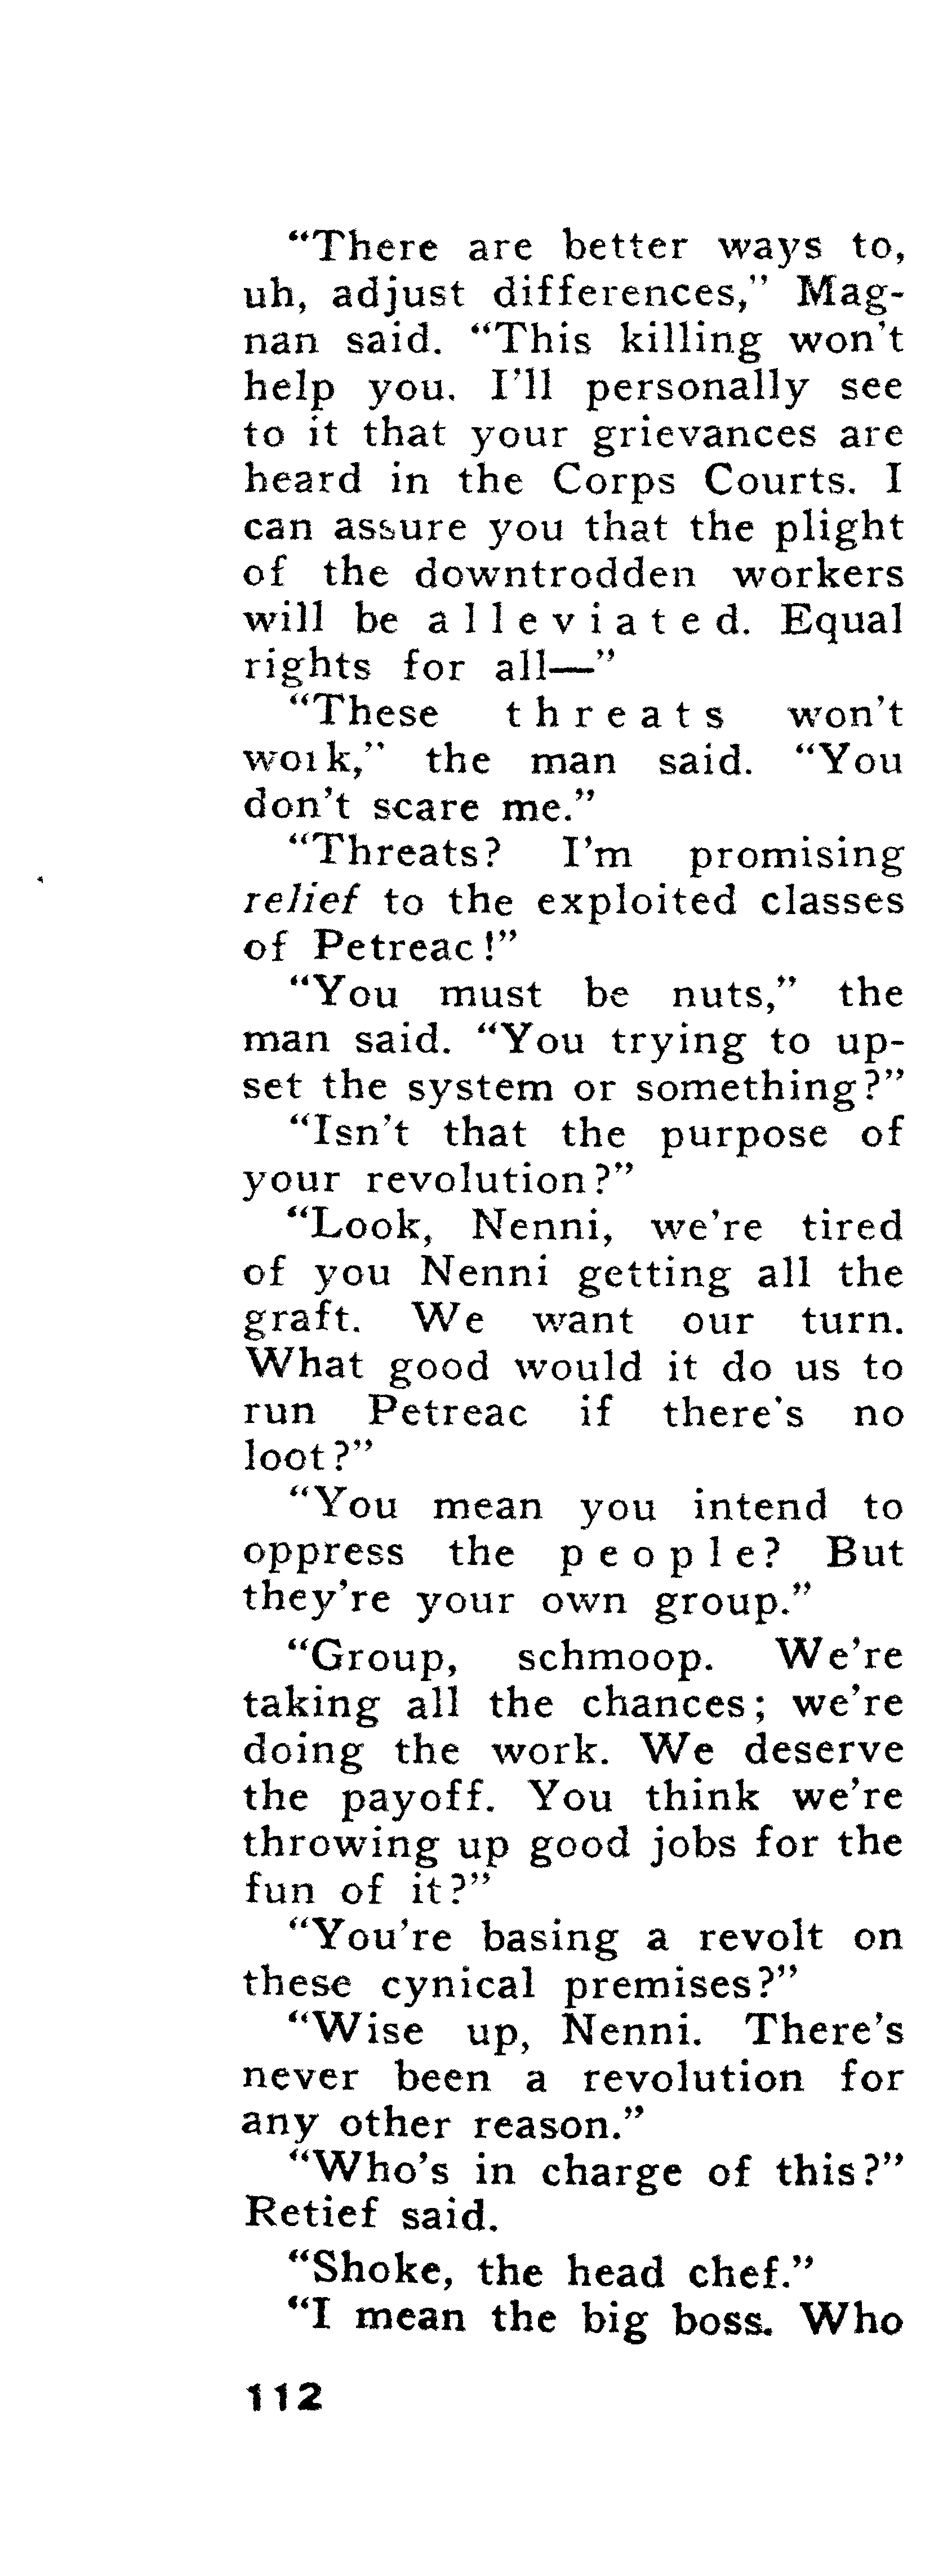 “There are better ways to,
uh, adjust differences,” Mag-
nan said. “This killing won’t
help you. I’ll personally see
to it that your grievances are
heard in the Corps Courts. I
can assure you that the plight
of the downtrodden workers
will be alleviated. Equal
rights for all—”
“These threats won’t
work,” the man said. “You
don’t scare me.”
“Threats? I’m promising
relief to the exploited classes
of Petreac!”
“You must be nuts,” the
man said. “You trying to up-
set the system or something?”
“Isn’t that the purpose of
your revolution?”
“Look, Nenni, we’re tired
of you Nenni getting all the
graft. We want our turn.
What good would it do us to
run Petreac if there’s no
loot?”
“You mean you intend to
oppress the people? But
they’re your own group.”
“Group, schmoop. We’re
taking all the chances; we’re
doing the work. We deserve
the payoff. You think we’re
throwing up good jobs for the
fun of it?”
“You’re basing a revolt on
these cynical premises?”
“Wise up, Nenni. There’s
never been a revolution for
any other reason.”
“Who’s in charge of this?”
Retief said.
“Shoke, the head chef.”
“I mean the big boss. Who
112